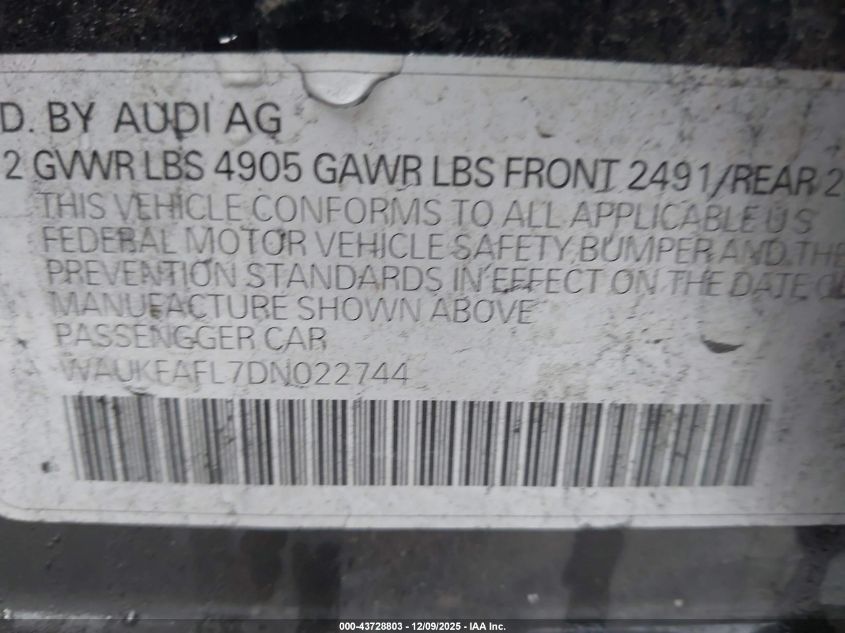 D. BY AUDI AG
2 GVWR LBS 4905 GAWR LBS FRONT 2491/REAR 2
THIS VEHICLE CONFORMS TO ALL APPLICABLE U S
FEDERAL MOTOR VEHICLE SAFETY, BUMPER AND THE
PREVENTION STANDARDS IN EFFECT ON THE DATE O
MANUFACTURE SHOWN ABOVE
PASSENGGER CAR
WAUKEAFL7DN022744
000-43728803 - 12/09/2025 - IAA Inc.